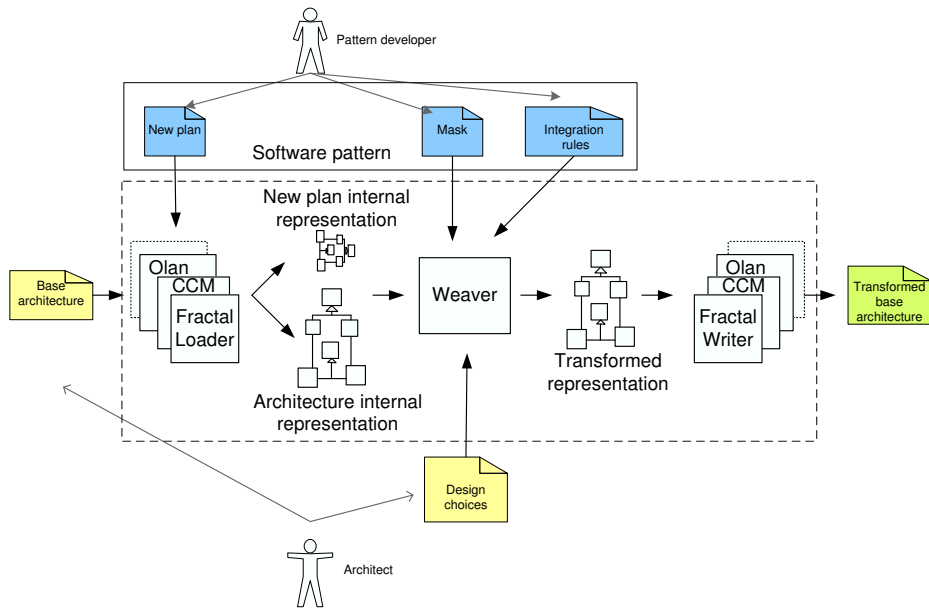 Pattern developer
New plan
Mask
Integration
rules
Software pattern
New plan internal
representation
Olan
CCM
Fractal
Loader
Base
architecture
Weaver
Olan
CCM
Fractal
Writer
Transformed
base
architecture
Transformed
representation
Architecture internal
representation
Design
choices
Architect